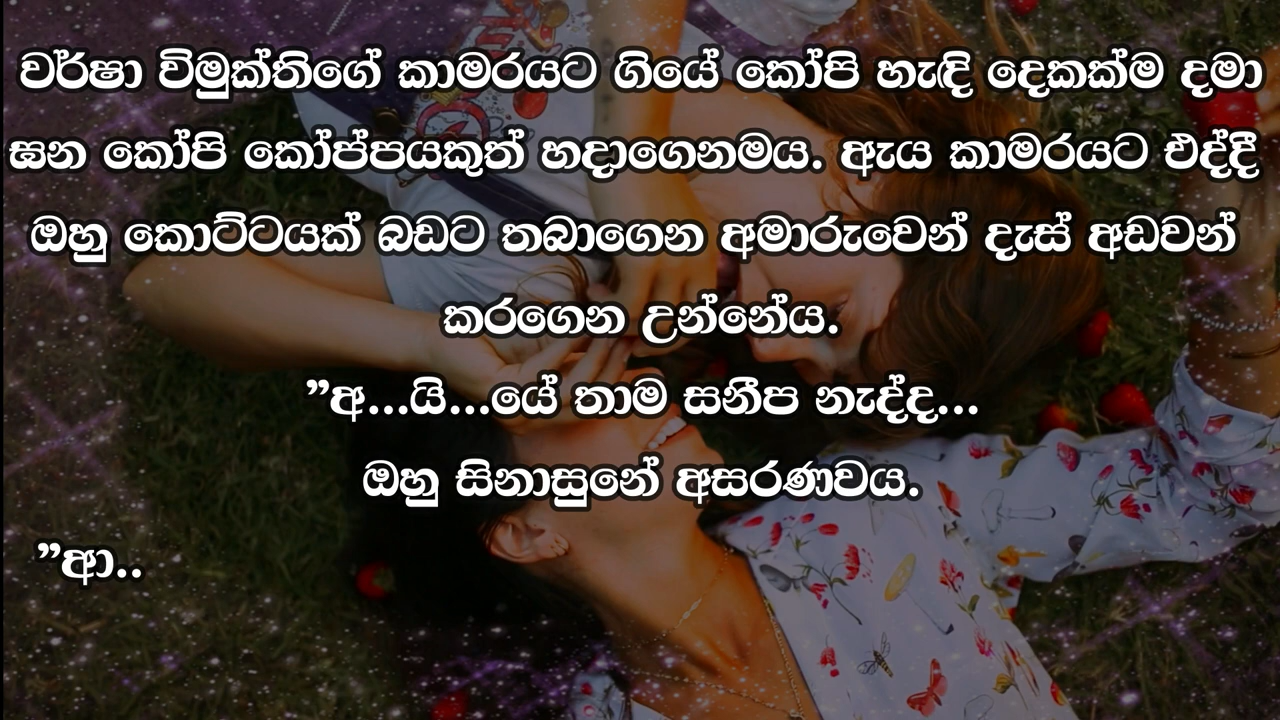 වර්ෂා විමුක්තිගේ කාමරයට ගියේ කෝපි හැඳි දෙකක්ම දමා
ඝන කෝපි කෝප්පයකුත් හදාගෙනමය. ඇය කාමරයට එද්දී
ඔහු කොට්ටයක් බඩට තබාගෙන අමාරුවෙන් දෑස් අඩවන්
කරගෙන උන්නේය.
”අ...යි...යේ තාම සනීප නැද්ද...
ඔහු සිනාසුනේ අසරණවය.
”ආ..